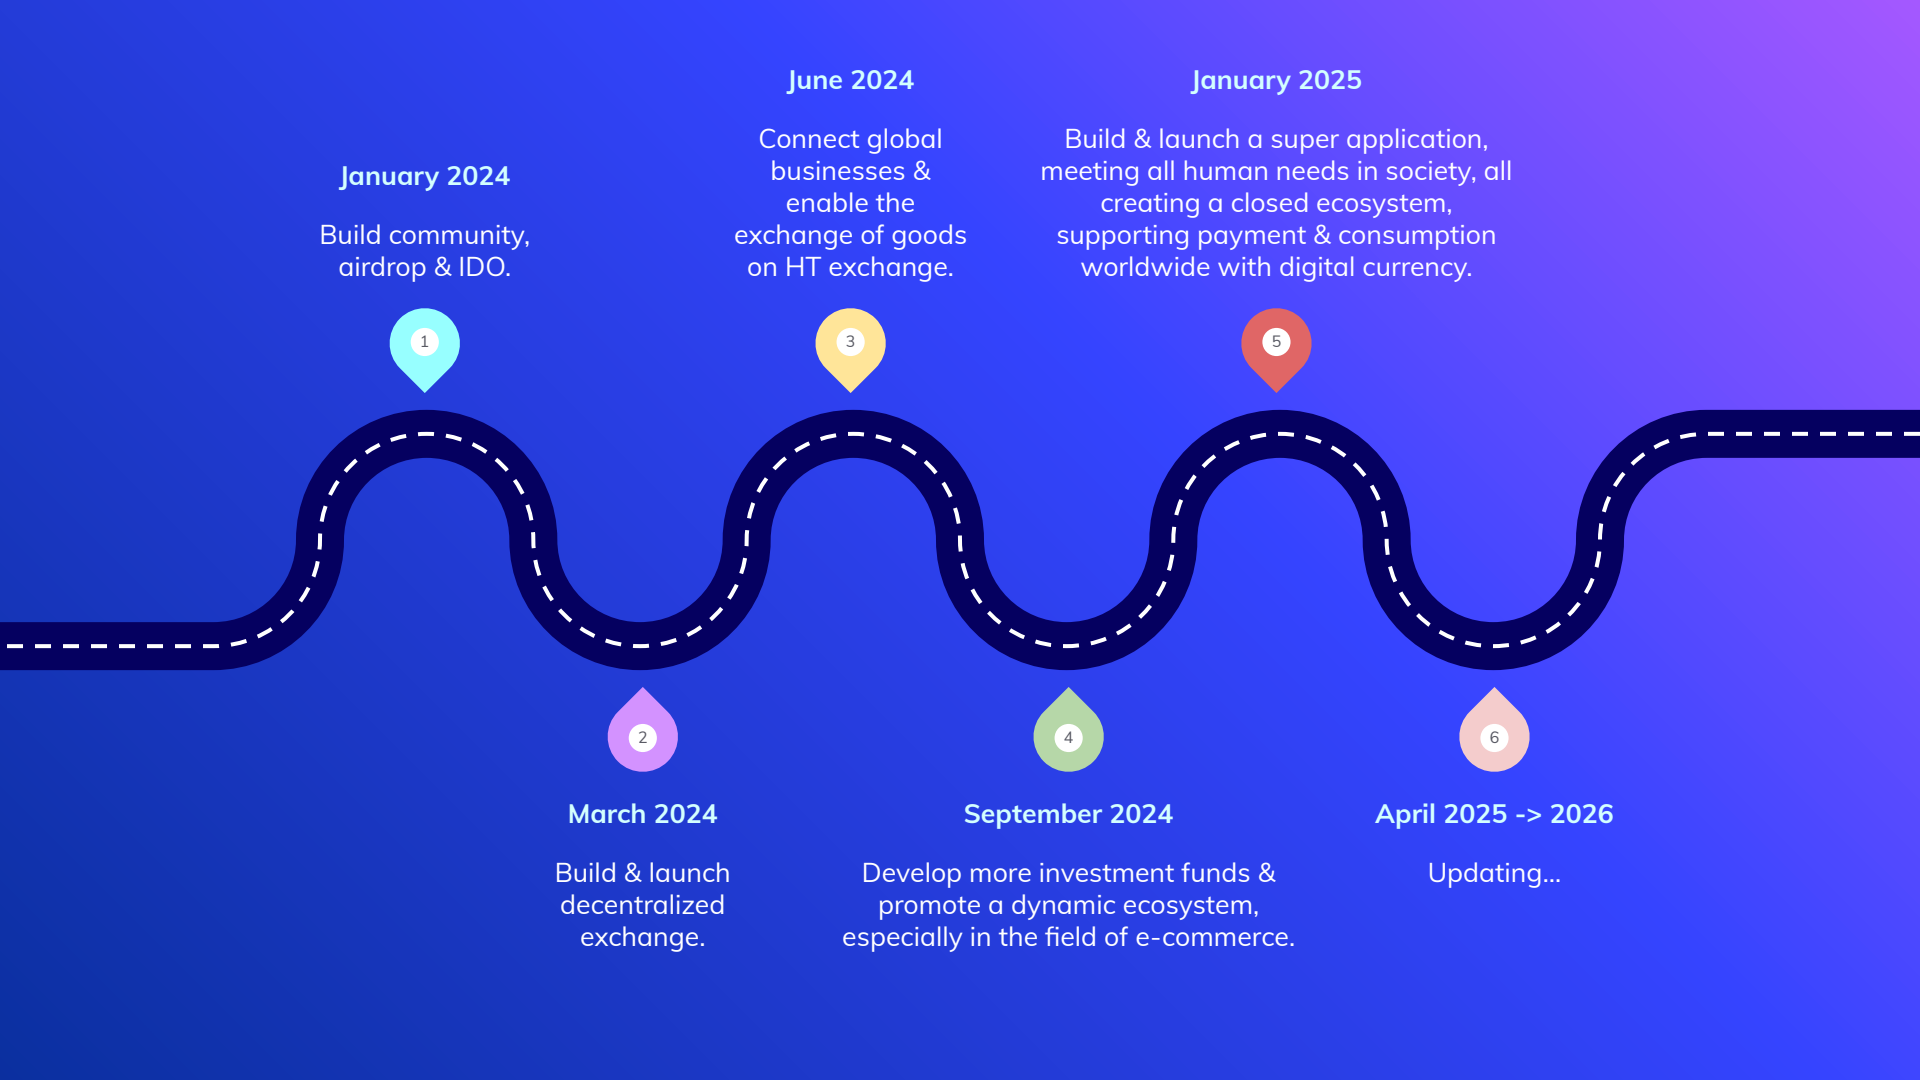 January 2024
Build community,
airdrop & IDO.
1
March 2024
Build & launch
decentralized
exchange.
2
June 2024
Connect global
businesses &
enable the
exchange of goods
on HT exchange.
3
September 2024
Develop more investment funds &
promote a dynamic ecosystem,
especially in the field of e-commerce.
4
January 2025
Build & launch a super application,
meeting all human needs in society, all
creating a closed ecosystem,
supporting payment & consumption
worldwide with digital currency.
5
April 2025 -> 2026
Updating...
6